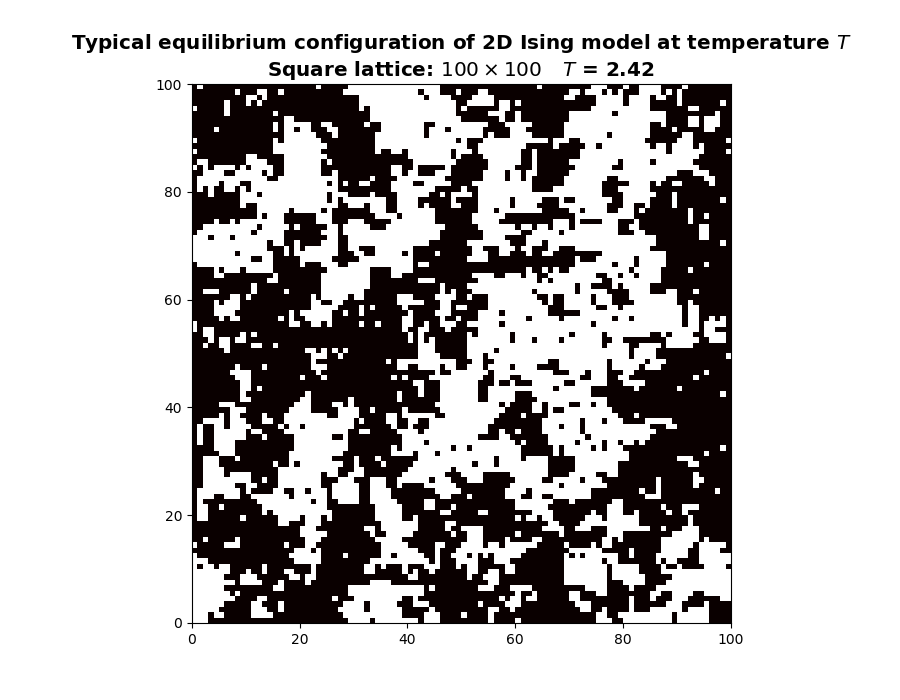 Typical equilibrium configuration of 2D Ising model at temperature T
Square lattice: 100 × 100 T = 2.42
100
80
60
40
20
0
0 20 40 60 80 100